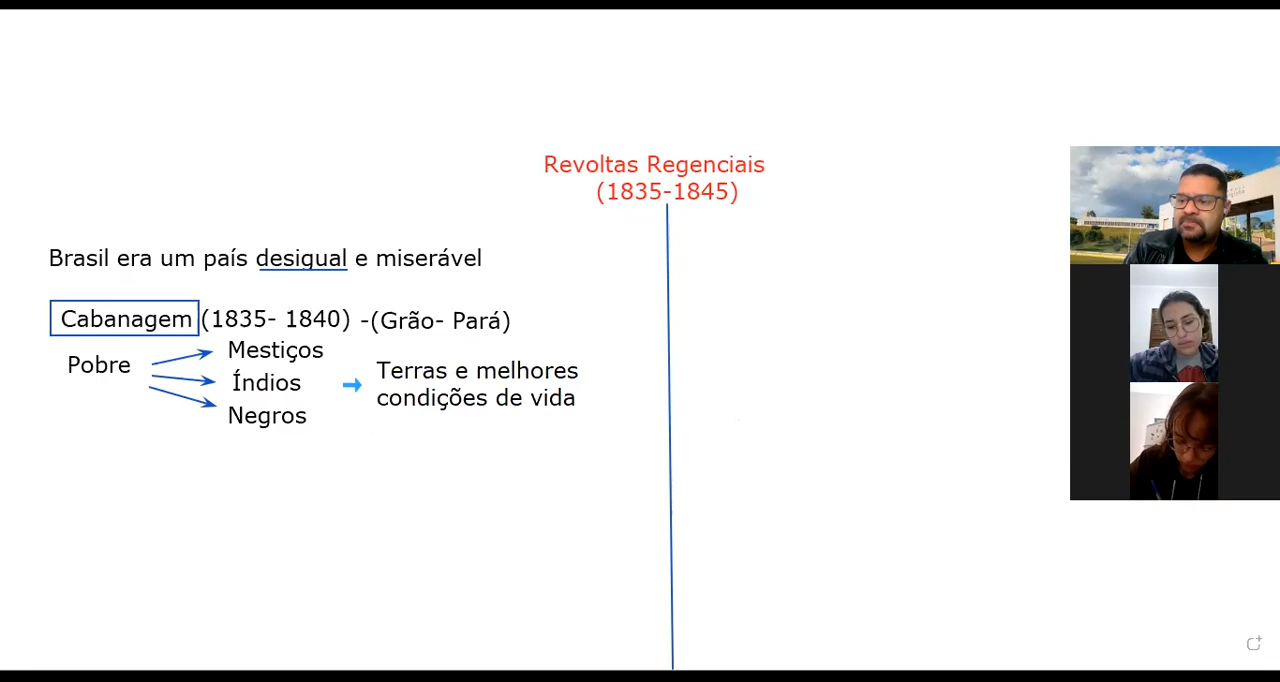 Revoltas Regenciais
(1835-1845)
Brasil era um país desigual e miserável
Cabanagem (1835- 1840) -(Grão- Pará)
Pobre
Mestiços
Índios
Negros
Terras e melhores
condições de vida